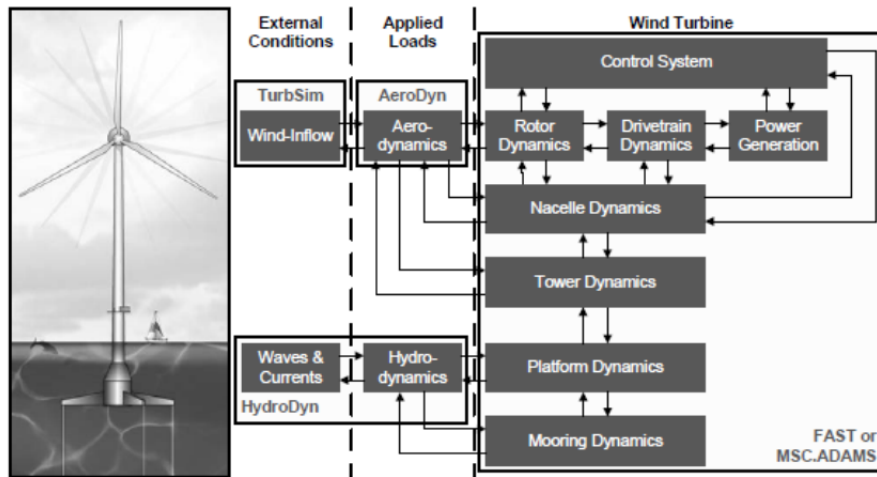 External
Conditions
Applied
Loads
Wind Turbine
Control System
TurbSim
AeroDyn
Wind-Inflow
Aero-
dynamics
Rotor
Dynamics
Drivetrain
Dynamics
Power
Generation
Nacelle Dynamics
Tower Dynamics
Waves &
Currents
Hydro-
dynamics
Platform Dynamics
HydroDyn
Mooring Dynamics
FAST or
MSC.ADAMS